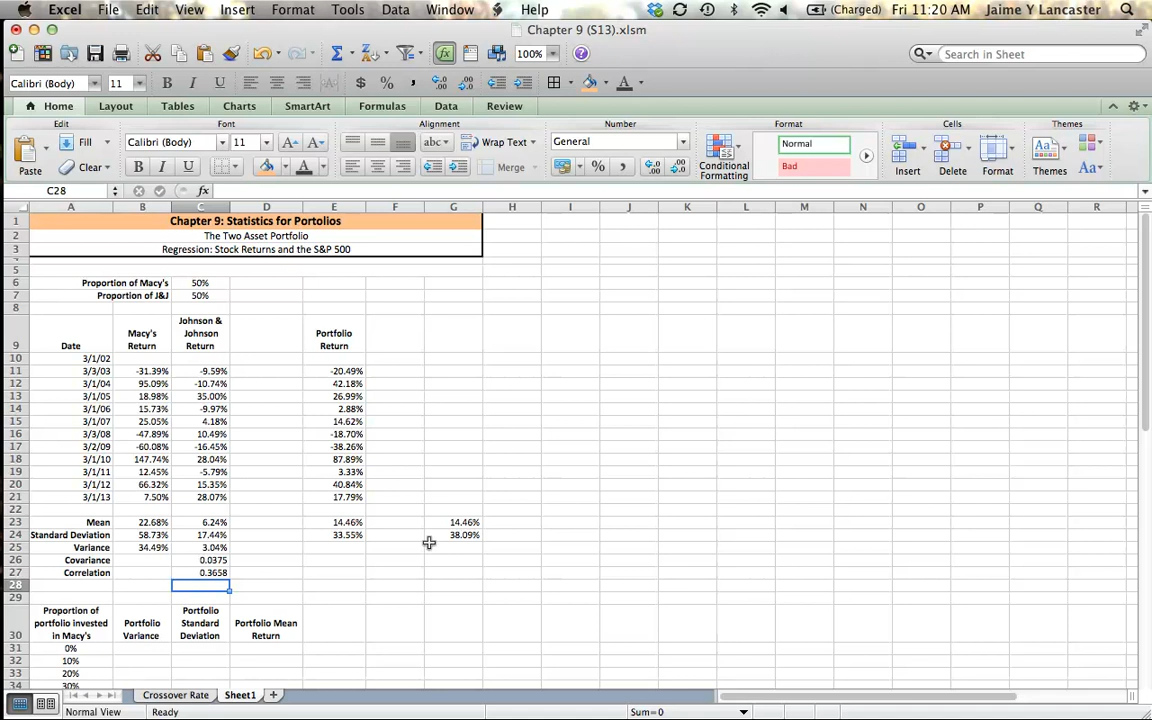 Excel File Edit View Insert Format Tools Data Window Help (Charged) Fri 11:20 AM Jaime Y Lancaster
Chapter 9 (S13).xlsm
100% Search in Sheet
Calibri (Body) 11 B I U $ %
Home Layout Tables Charts SmartArt Formulas Data Review
Edit Font Alignment Number Format Cells Themes
Fill Calibri (Body) 11 A A abc Wrap Text General Normal
Paste Clear B I U A Merge % Conditional Formatting Bad Insert Delete Format Themes Aa
C28 fx
A B C D E F G H I J K L M N O P Q R
1 Chapter 9: Statistics for Portolios
2 The Two Asset Portfolio
3 Regression: Stock Returns and the S&P 500
5
6 Proportion of Macy's 50%
7 Proportion of J&J 50%
8
9 Date Macy's Return Johnson & Johnson Return Portfolio Return
10 3/1/02
11 3/3/03 -31.39% -9.59% -20.49%
12 3/1/04 95.09% -10.74% 42.18%
13 3/1/05 18.98% 35.00% 26.99%
14 3/1/06 15.73% -9.97% 2.88%
15 3/1/07 25.05% 4.18% 14.62%
16 3/3/08 -47.89% 10.49% -18.70%
17 3/2/09 -60.08% -16.45% -38.26%
18 3/1/10 147.74% 28.04% 87.89%
19 3/1/11 12.45% -5.79% 3.33%
20 3/1/12 66.32% 15.35% 40.84%
21 3/1/13 7.50% 28.07% 17.79%
22
23 Mean 22.68% 6.24% 14.46% 14.46%
24 Standard Deviation 58.73% 17.44% 33.55% 38.09%
25 Variance 34.49% 3.04%
26 Covariance 0.0375
27 Correlation 0.3658
28
29
30 Proportion of portfolio invested in Macy's Portfolio Variance Portfolio Standard Deviation Portfolio Mean Return
31 0%
32 10%
33 20%
34 30%
Crossover Rate Sheet1 +
Normal View Ready Sum=0